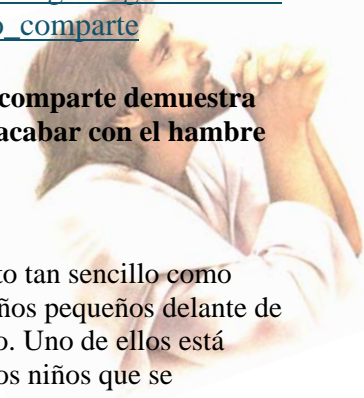 o_comparte
comparte demuestra
acabar con el hambre
to tan sencillo como
ños pequeños delante de
o. Uno de ellos está
os niños que se